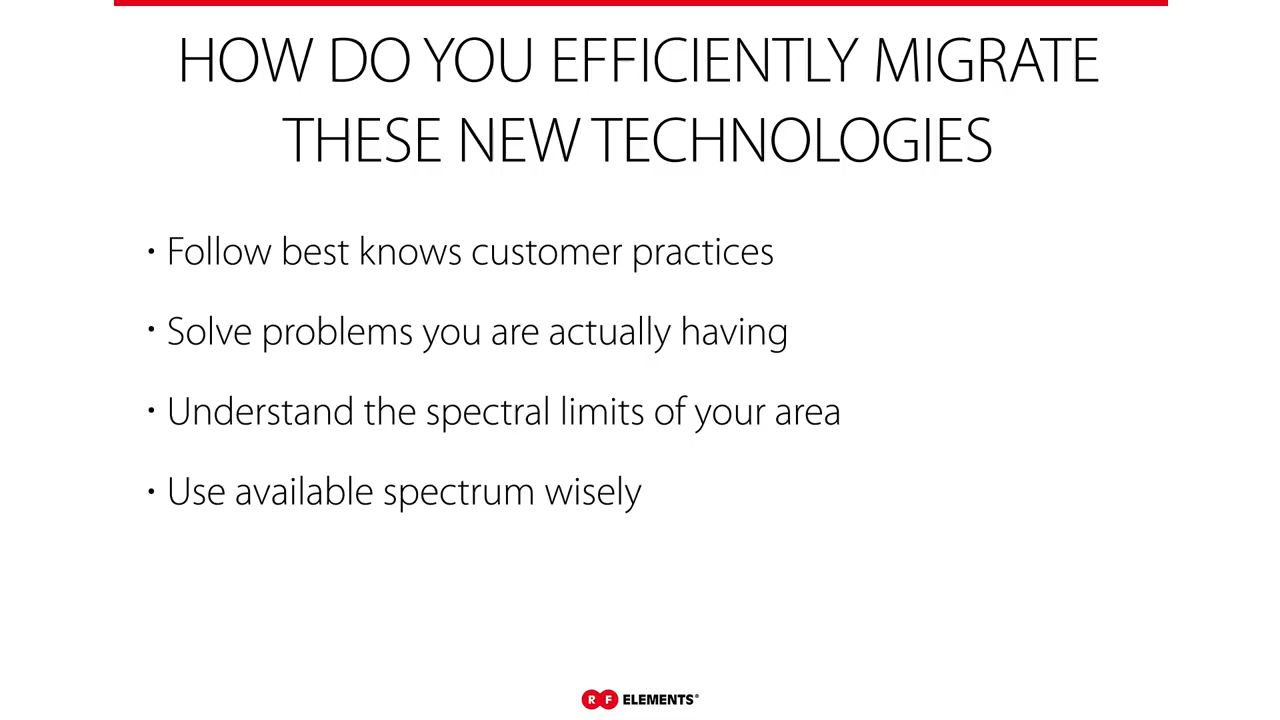 HOW DO YOU EFFICIENTLY MIGRATE
THESE NEW TECHNOLOGIES
• Follow best knows customer practices
• Solve problems you are actually having
• Understand the spectral limits of your area
• Use available spectrum wisely
RF ELEMENTS®